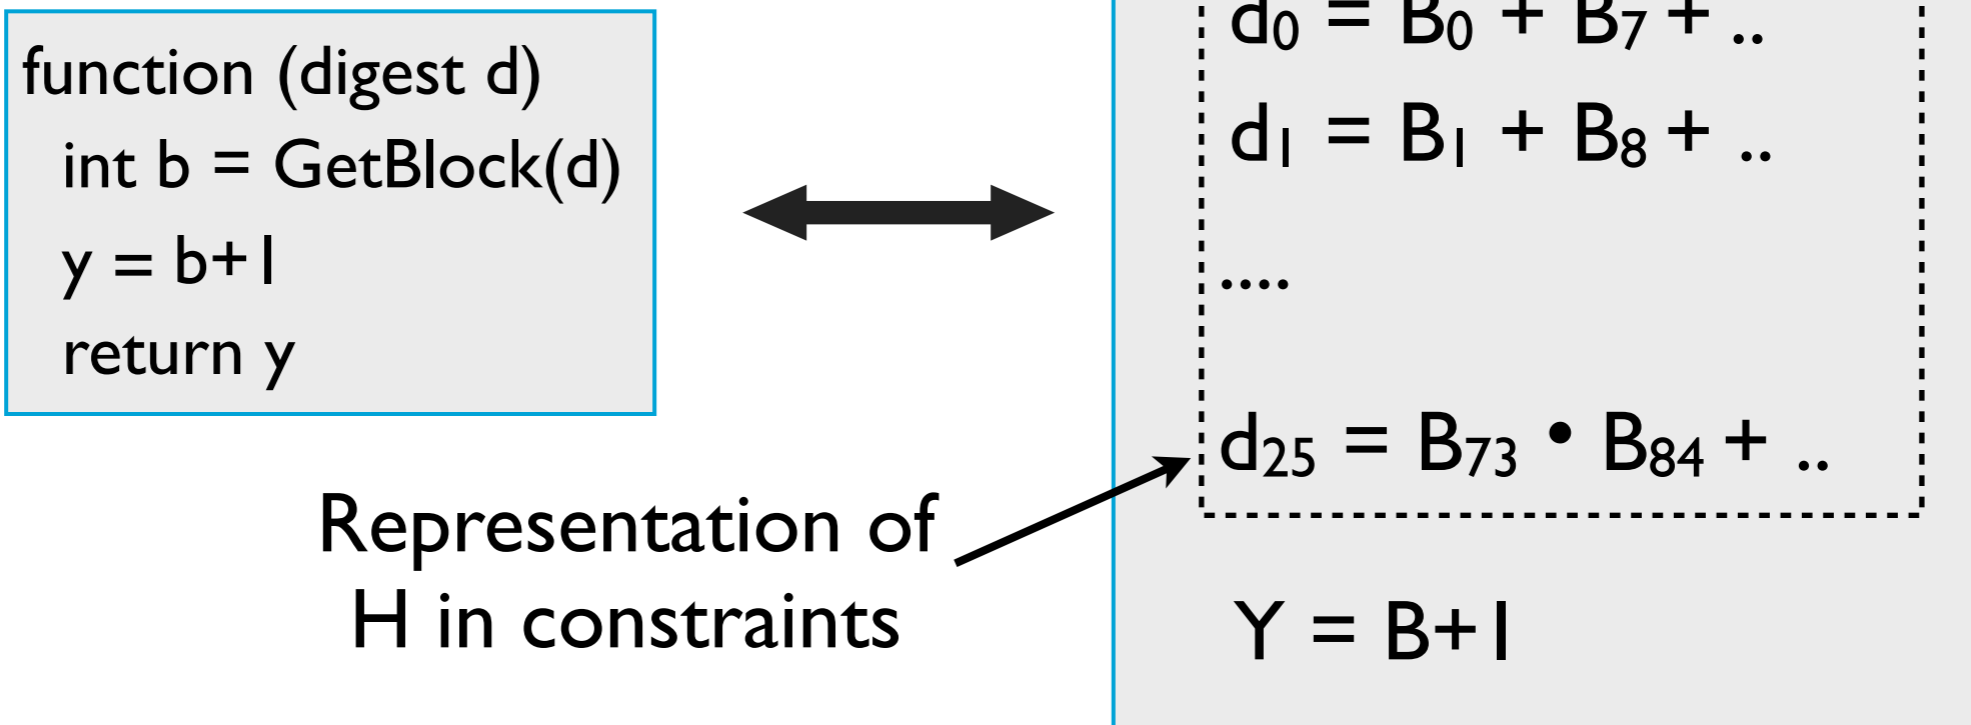 function (digest d)
int b = GetBlock(d)
y = b+1
return y
Representation of
H in constraints
d₀ = B₀ + B₇ + ..
d₁ = B₁ + B₈ + ..
....
d₂₅ = B₇₃ • B₈₄ + ..
Y = B+1